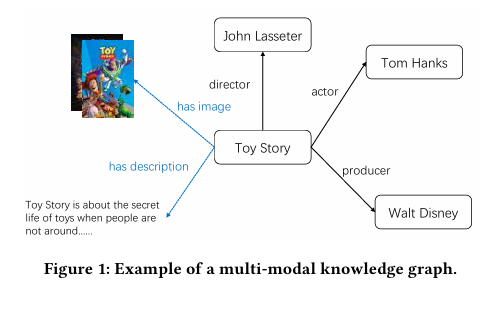 TOY
STORY
John Lasseter
Tom Hanks
director
actor
has image
Toy Story
has description
producer
Toy Story is about the secret
life of toys when people are
not around......
Walt Disney
Figure 1: Example of a multi-modal knowledge graph.